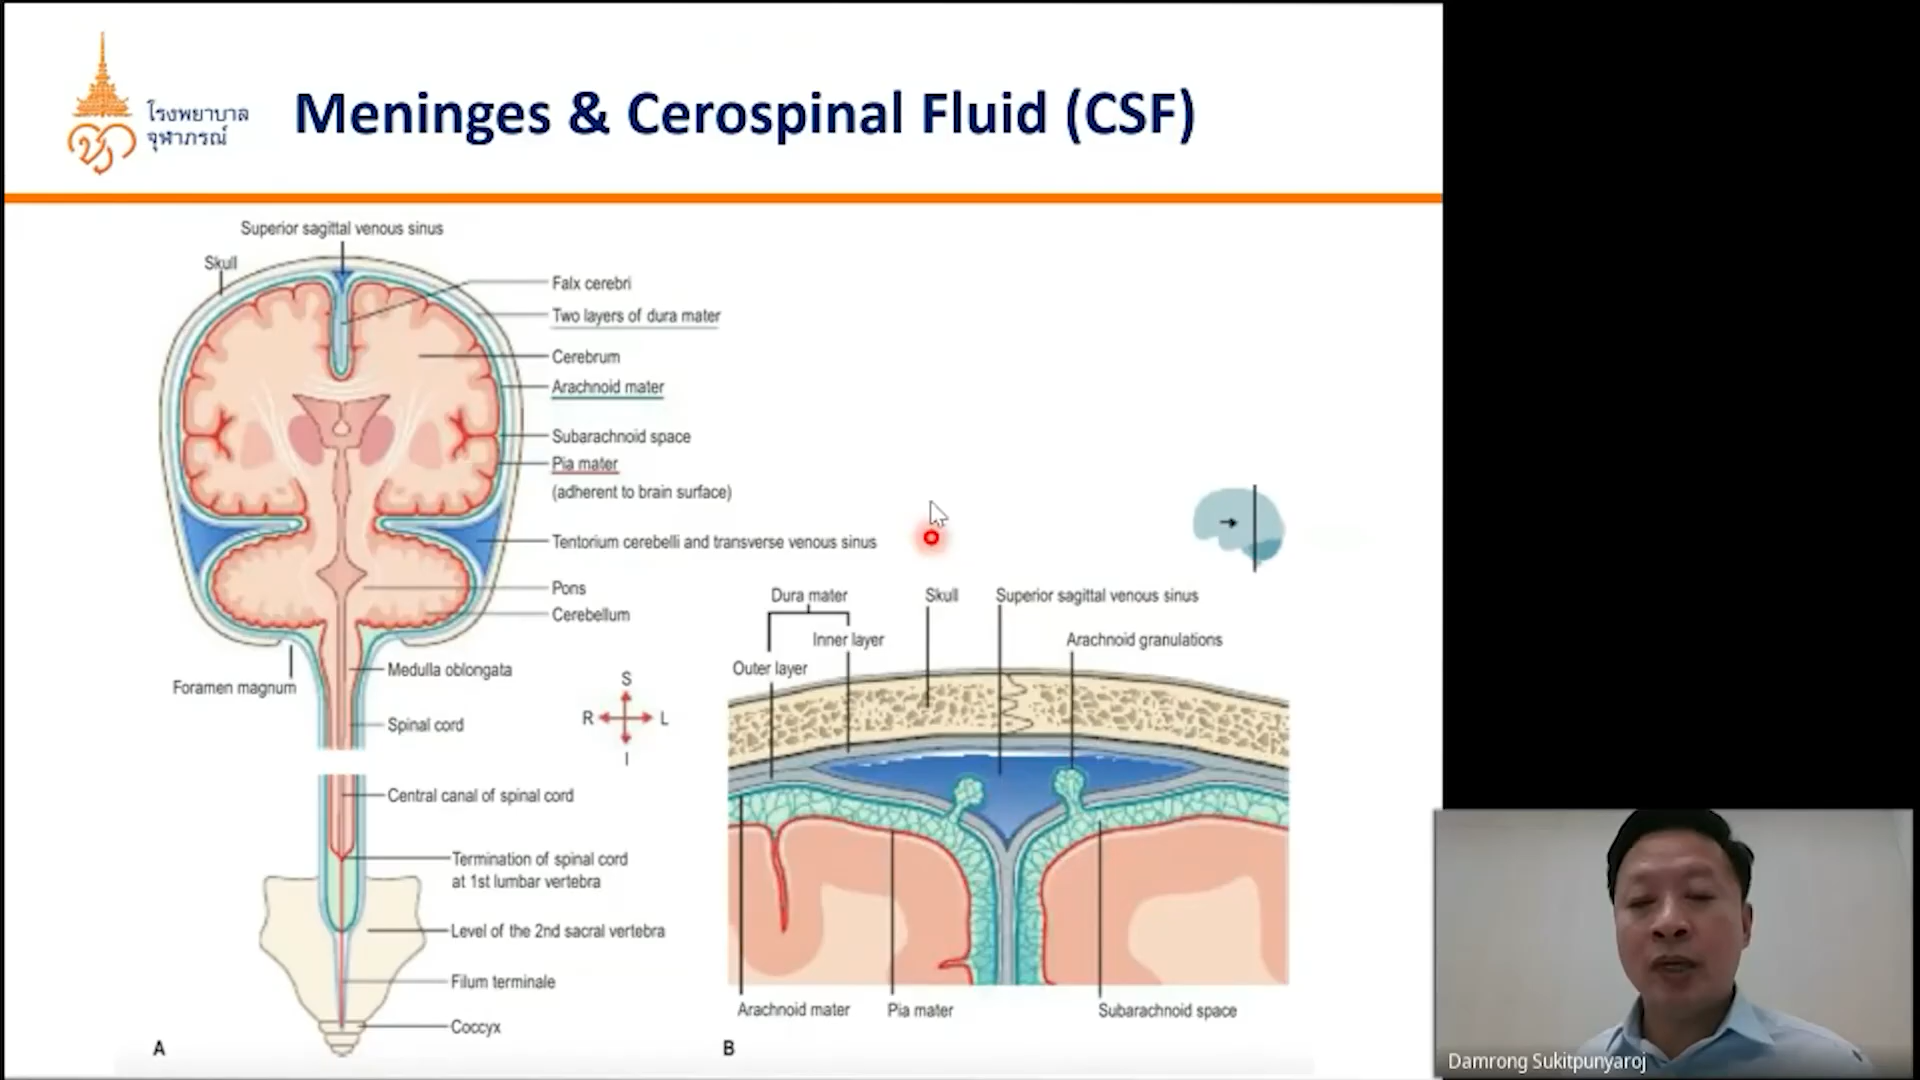 โรงพยาบาล
จุฬาภรณ์
Meninges & Cerospinal Fluid (CSF)
Superior sagittal venous sinus
Skull
Falx cerebri
Two layers of dura mater
Cerebrum
Arachnoid mater
Subarachnoid space
Pia mater
(adherent to brain surface)
Tentorium cerebelli and transverse venous sinus
Pons
Cerebellum
Medulla oblongata
Foramen magnum
Spinal cord
S
R
L
I
Central canal of spinal cord
Termination of spinal cord
at 1st lumbar vertebra
Level of the 2nd sacral vertebra
Filum terminale
Coccyx
A
Dura mater
Skull
Superior sagittal venous sinus
Inner layer
Arachnoid granulations
Outer layer
Arachnoid mater
Pia mater
Subarachnoid space
B
Damrong Sukitpunyaroj